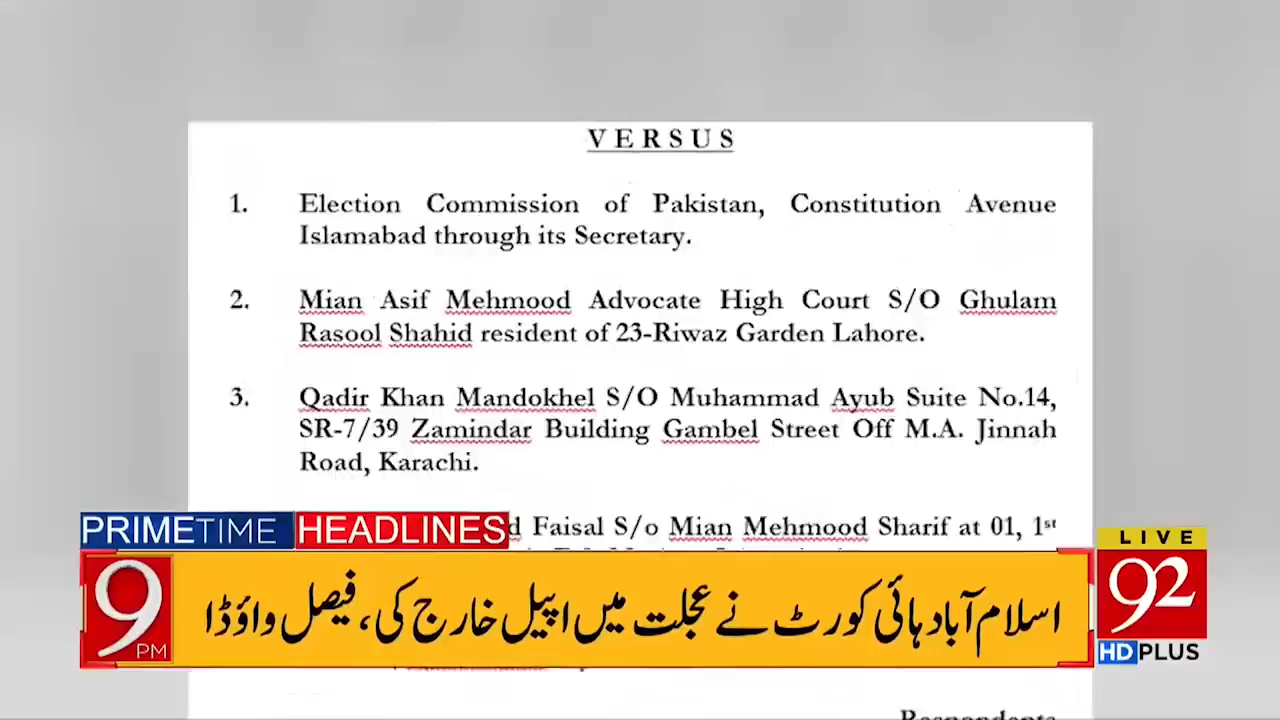 VERSUS
1. Election Commission of Pakistan, Constitution Avenue
Islamabad through its Secretary.
2. Mian Asif Mehmood Advocate High Court S/O Ghulam
Rasool Shahid resident of 23-Riwaz Garden Lahore.
3. Qadir Khan Mandokhel S/O Muhammad Ayub Suite No.14,
SR-7/39 Zamindar Building Gambel Street Off M.A. Jinnah
Road, Karachi.
Faisal S/o Mian Mehmood Sharif at 01, 1st
PRIMETIME HEADLINES
9 PM
اسلام آباد ہائی کورٹ نے عجلت میں اپیل خارج کی، فیصل واؤڈا
LIVE
92
HD PLUS
Respondents